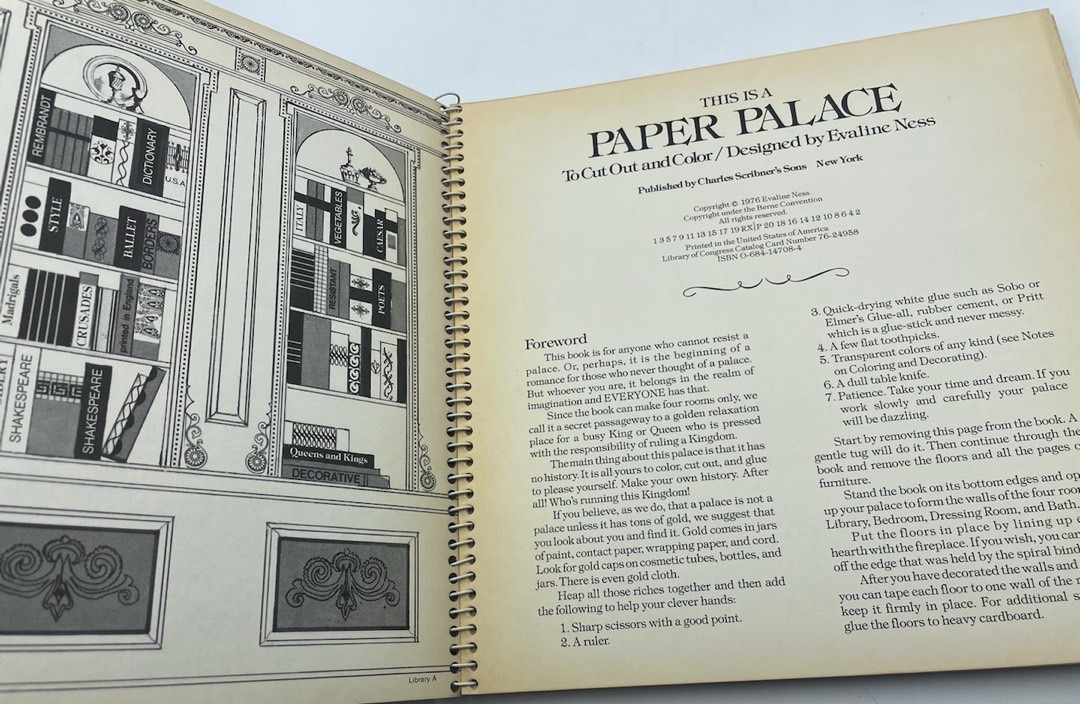 REMBRANDT
DICTIONARY
U.S.A
STYLE
BALLET
BORDERS
Madrigals
CRUSADES
printed in England
SHAKESPEARE
SHAKESPEARE
VEGETABLES
CAESAR
RESISTANT
POETS
Queens and Kings
DECORATIVE II
Library A
THIS IS A
PAPER PALACE
To Cut Out and Color / Designed by Evaline Ness
Published by Charles Scribner's Sons New York
Copyright © 1976 Evaline Ness
Copyright under the Berne Convention
All rights reserved.
1 3 5 7 9 11 13 15 17 19 RX|P 20 18 16 14 12 10 8 6 4 2
Printed in the United States of America
Library of Congress Catalog Card Number 76-24958
ISBN 0-684-14708-4
Foreword
This book is for anyone who cannot resist a
palace. Or, perhaps, it is the beginning of a
romance for those who never thought of a palace.
But whoever you are, it belongs in the realm of
imagination and EVERYONE has that.
Since the book can make four rooms only, we
call it a secret passageway to a golden relaxation
place for a busy King or Queen who is pressed
with the responsibility of ruling a Kingdom.
The main thing about this palace is that it has
no history. It is all yours to color, cut out, and glue
to please yourself. Make your own history. After
all! Who's running this Kingdom!
If you believe, as we do, that a palace is not a
palace unless it has tons of gold, we suggest that
you look about you and find it. Gold comes in jars
of paint, contact paper, wrapping paper, and cord.
Look for gold caps on cosmetic tubes, bottles, and
jars. There is even gold cloth.
Heap all those riches together and then add
the following to help your clever hands:
1. Sharp scissors with a good point.
2. A ruler.
3. Quick-drying white glue such as Sobo or
Elmer's Glue-all, rubber cement, or Pritt
which is a glue-stick and never messy.
4. A few flat toothpicks.
5. Transparent colors of any kind (see Notes
on Coloring and Decorating).
6. A dull table knife.
7. Patience. Take your time and dream. If you
work slowly and carefully your palace
will be dazzling.
Start by removing this page from the book. A
gentle tug will do it. Then continue through the
book and remove the floors and all the pages
furniture.
Stand the book on its bottom edges and
up your palace to form the walls of the four
Library, Bedroom, Dressing Room, and Bath.
Put the floors in place by lining up
hearth with the fireplace. If you wish, you can
off the edge that was held by the spiral
After you have decorated the walls and
you can tape each floor to one wall of the
keep it firmly in place. For additional
glue the floors to heavy cardboard.